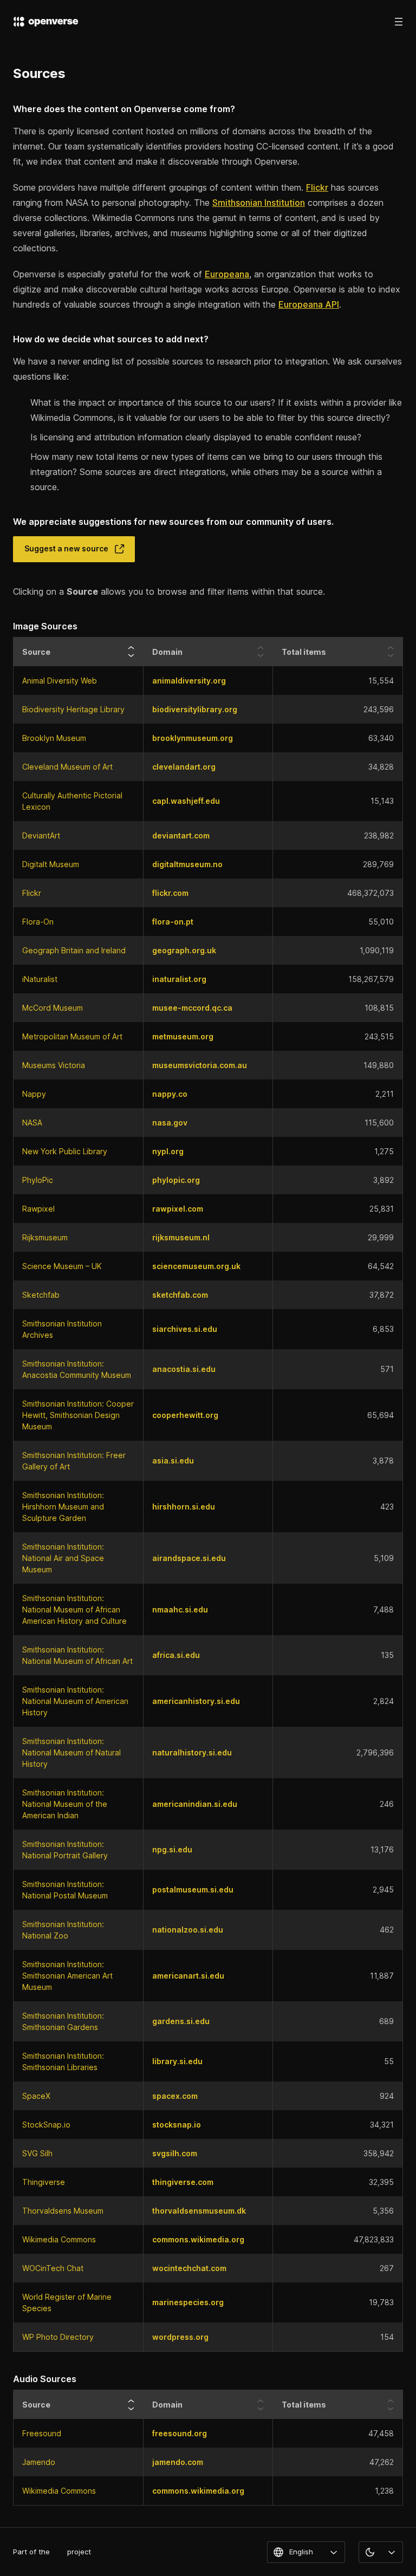 openverse
Sources
Where does the content on Openverse come from?
There is openly licensed content hosted on millions of domains across the breadth of the
internet. Our team systematically identifies providers hosting CC-licensed content. If it's a good
fit, we index that content and make it discoverable through Openverse.
Some providers have multiple different groupings of content within them. Flickr has sources
ranging from NASA to personal photography. The Smithsonian Institution comprises a dozen
diverse collections. Wikimedia Commons runs the gamut in terms of content, and is used by
several galleries, libraries, archives, and museums highlighting some or all of their digitized
collections.
Openverse is especially grateful for the work of Europeana, an organization that works to
digitize and make discoverable cultural heritage works across Europe. Openverse is able to index
hundreds of valuable sources through a single integration with the Europeana API.
How do we decide what sources to add next?
We have a never ending list of possible sources to research prior to integration. We ask ourselves
questions like:
What is the impact or importance of this source to our users? If it exists within a provider like
Wikimedia Commons, is it valuable for our users to be able to filter by this source directly?
Is licensing and attribution information clearly displayed to enable confident reuse?
How many new total items or new types of items can we bring to our users through this
integration? Some sources are direct integrations, while others may be a source within a
source.
We appreciate suggestions for new sources from our community of users.
Suggest a new source
Clicking on a Source allows you to browse and filter items within that source.
Image Sources
Source Domain Total items
Animal Diversity Web animaldiversity.org 15,554
Biodiversity Heritage Library biodiversitylibrary.org 243,596
Brooklyn Museum brooklynmuseum.org 63,340
Cleveland Museum of Art clevelandart.org 34,828
Culturally Authentic Pictorial
Lexicon capl.washjeff.edu 15,143
DeviantArt deviantart.com 238,982
Digitalt Museum digitaltmuseum.no 289,769
Flickr flickr.com 468,372,073
Flora-On flora-on.pt 55,010
Geograph Britain and Ireland geograph.org.uk 1,090,119
iNaturalist inaturalist.org 158,267,579
McCord Museum musee-mccord.qc.ca 108,815
Metropolitan Museum of Art metmuseum.org 243,515
Museums Victoria museumsvictoria.com.au 149,880
Nappy nappy.co 2,211
NASA nasa.gov 115,600
New York Public Library nypl.org 1,275
PhyloPic phylopic.org 3,892
Rawpixel rawpixel.com 25,831
Rijksmuseum rijksmuseum.nl 29,999
Science Museum – UK sciencemuseum.org.uk 64,542
Sketchfab sketchfab.com 37,872
Smithsonian Institution
Archives siarchives.si.edu 6,853
Smithsonian Institution:
Anacostia Community Museum anacostia.si.edu 571
Smithsonian Institution: Cooper
Hewitt, Smithsonian Design
Museum cooperhewitt.org 65,694
Smithsonian Institution: Freer
Gallery of Art asia.si.edu 3,878
Smithsonian Institution:
Hirshhorn Museum and
Sculpture Garden hirshhorn.si.edu 423
Smithsonian Institution:
National Air and Space
Museum airandspace.si.edu 5,109
Smithsonian Institution:
National Museum of African
American History and Culture nmaahc.si.edu 7,488
Smithsonian Institution:
National Museum of African Art africa.si.edu 135
Smithsonian Institution:
National Museum of American
History americanhistory.si.edu 2,824
Smithsonian Institution:
National Museum of Natural
History naturalhistory.si.edu 2,796,396
Smithsonian Institution:
National Museum of the
American Indian americanindian.si.edu 246
Smithsonian Institution:
National Portrait Gallery npg.si.edu 13,176
Smithsonian Institution:
National Postal Museum postalmuseum.si.edu 2,945
Smithsonian Institution:
National Zoo nationalzoo.si.edu 462
Smithsonian Institution:
Smithsonian American Art
Museum americanart.si.edu 11,887
Smithsonian Institution:
Smithsonian Gardens gardens.si.edu 689
Smithsonian Institution:
Smithsonian Libraries library.si.edu 55
SpaceX spacex.com 924
StockSnap.io stocksnap.io 34,321
SVG Silh svgsilh.com 358,942
Thingiverse thingiverse.com 32,395
Thorvaldsens Museum thorvaldsensmuseum.dk 5,356
Wikimedia Commons commons.wikimedia.org 47,823,833
WOCinTech Chat wocintechchat.com 267
World Register of Marine
Species marinespecies.org 19,783
WP Photo Directory wordpress.org 154
Audio Sources
Source Domain Total items
Freesound freesound.org 47,458
Jamendo jamendo.com 47,262
Wikimedia Commons commons.wikimedia.org 1,238
Part of the project English